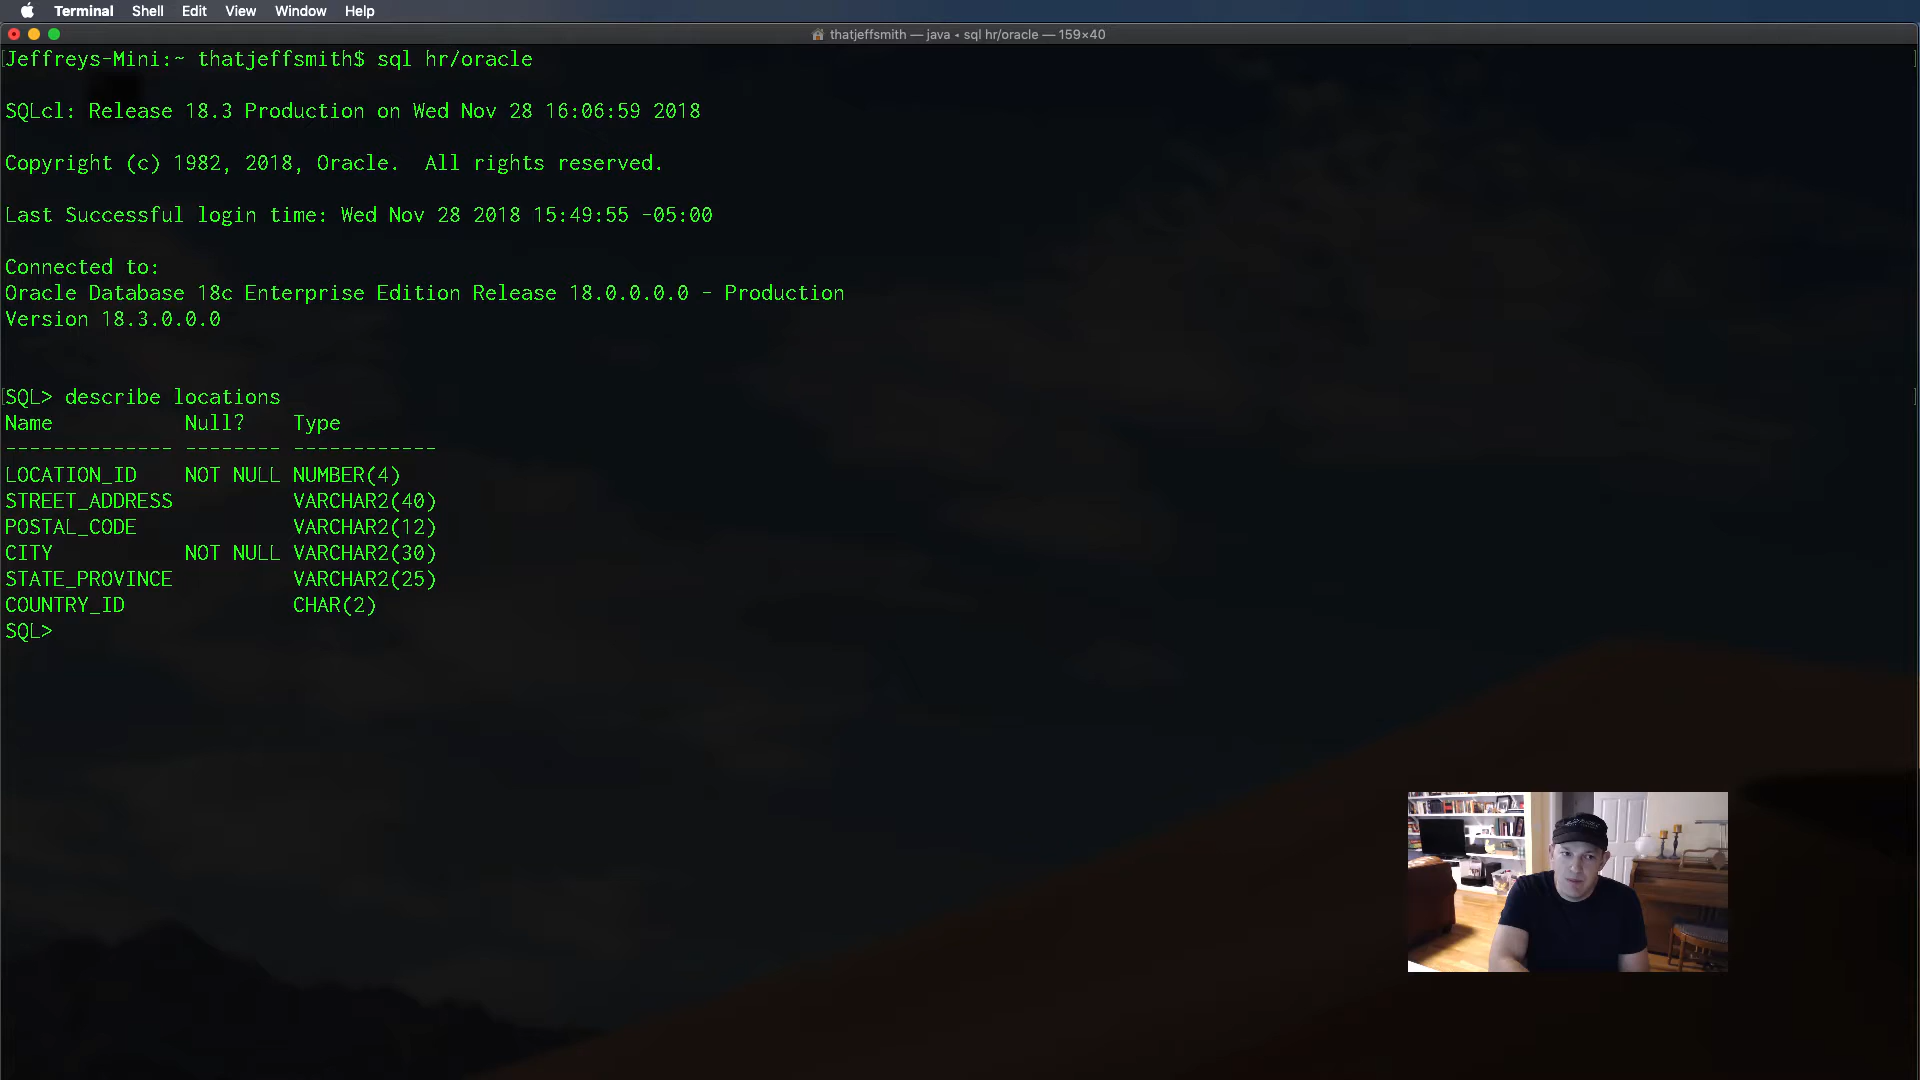 Terminal Shell Edit View Window Help
thatjeffsmith — java ◂ sql hr/oracle — 159×40
Jeffreys-Mini:~ thatjeffsmith$ sql hr/oracle
SQLcl: Release 18.3 Production on Wed Nov 28 16:06:59 2018
Copyright (c) 1982, 2018, Oracle.  All rights reserved.
Last Successful login time: Wed Nov 28 2018 15:49:55 -05:00
Connected to:
Oracle Database 18c Enterprise Edition Release 18.0.0.0.0 - Production
Version 18.3.0.0.0
SQL> describe locations
Name           Null?    Type
-------------- -------- ------------
LOCATION_ID    NOT NULL NUMBER(4)
STREET_ADDRESS          VARCHAR2(40)
POSTAL_CODE             VARCHAR2(12)
CITY           NOT NULL VARCHAR2(30)
STATE_PROVINCE          VARCHAR2(25)
COUNTRY_ID              CHAR(2)
SQL>